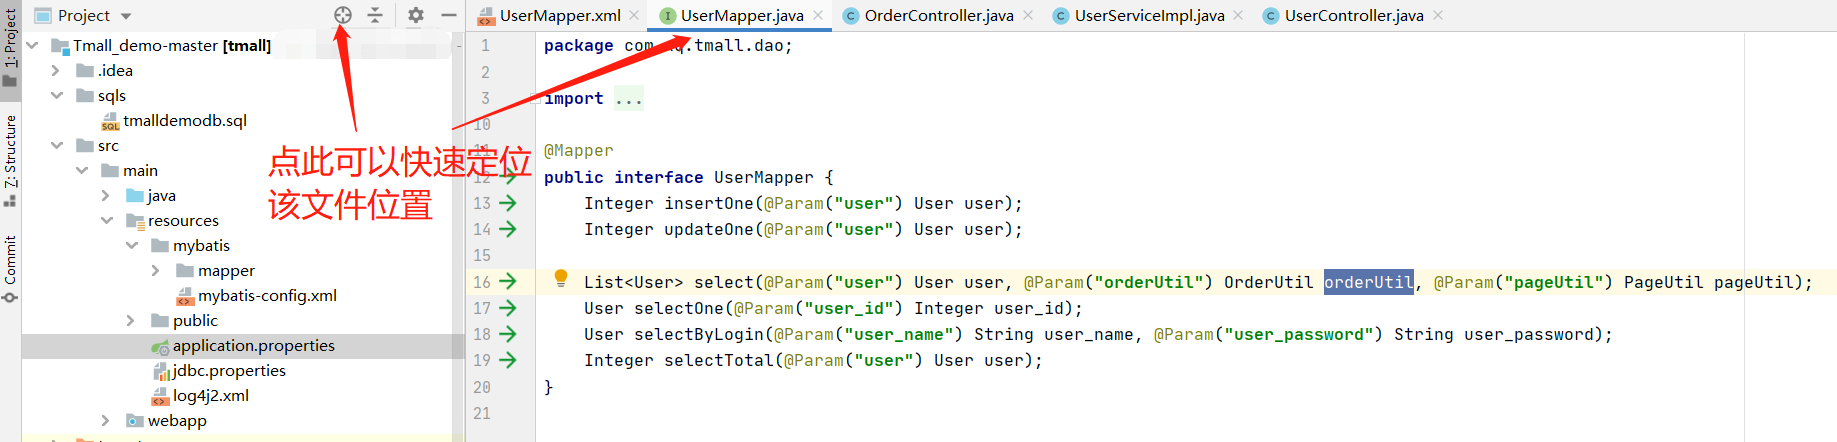 1: Project
Z: Structure
Commit
Project
Tmall_demo-master [tmall]
.idea
sqls
tmalldemodb.sql
src
main
java
resources
mybatis
mapper
mybatis-config.xml
public
application.properties
jdbc.properties
log4j2.xml
webapp
点此可以快速定位
该文件位置
UserMapper.xml
UserMapper.java
OrderController.java
UserServiceImpl.java
UserController.java
1 package com. q.tmall.dao;
2
3 import ...
10
11 @Mapper
12 public interface UserMapper {
13 Integer insertOne(@Param("user") User user);
14 Integer updateOne(@Param("user") User user);
15
16 List<User> select(@Param("user") User user, @Param("orderUtil") OrderUtil orderUtil, @Param("pageUtil") PageUtil pageUtil);
17 User selectOne(@Param("user_id") Integer user_id);
18 User selectByLogin(@Param("user_name") String user_name, @Param("user_password") String user_password);
19 Integer selectTotal(@Param("user") User user);
20 }
21